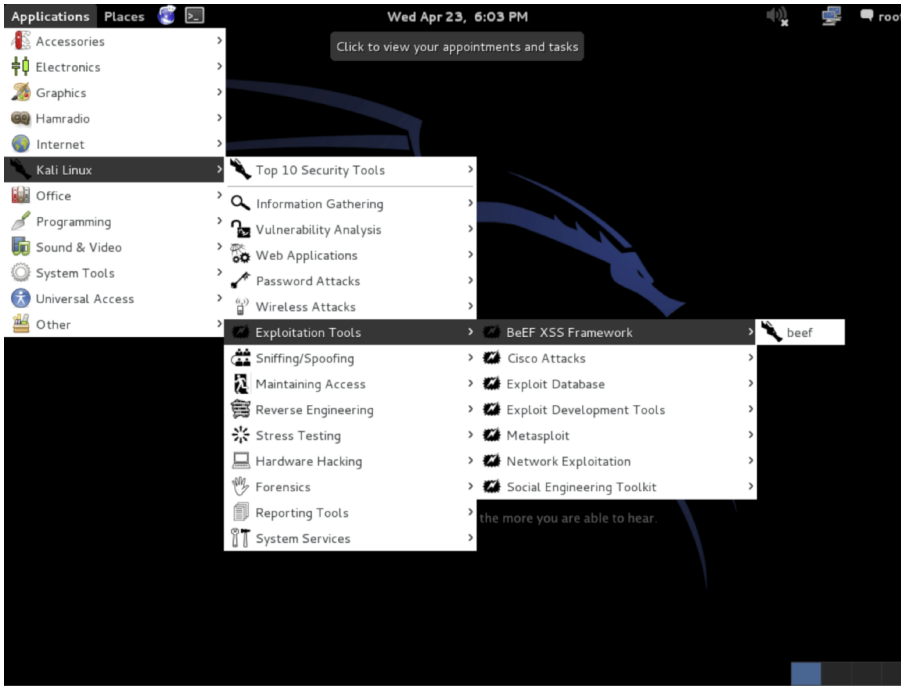 Applications Places Wed Apr 23, 6:03 PM roo
Click to view your appointments and tasks
Accessories
Electronics
Graphics
Hamradio
Internet
Kali Linux
Office
Programming
Sound & Video
System Tools
Universal Access
Other
Top 10 Security Tools
Information Gathering
Vulnerability Analysis
Web Applications
Password Attacks
Wireless Attacks
Exploitation Tools
Sniffing/Spoofing
Maintaining Access
Reverse Engineering
Stress Testing
Hardware Hacking
Forensics
Reporting Tools
System Services
BeEF XSS Framework
Cisco Attacks
Exploit Database
Exploit Development Tools
Metasploit
Network Exploitation
Social Engineering Toolkit
beef
the more you are able to hear.